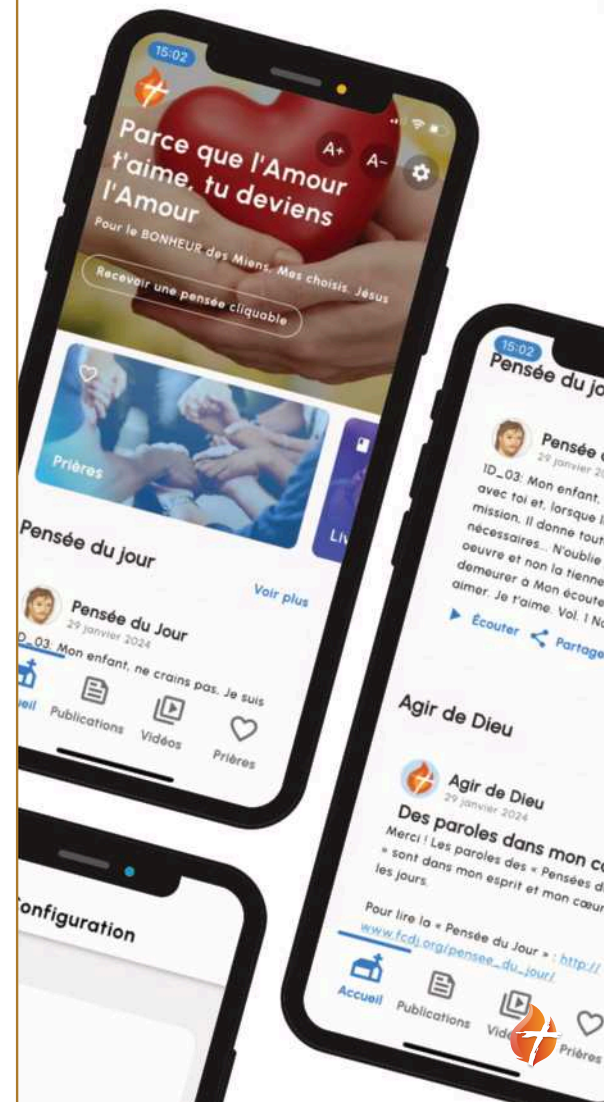 15:02
A+ A-
Parce que l'Amour
t'aime, tu deviens
l'Amour
Pour le BONHEUR des Miens, Mes choisis. Jésus
Recevoir une pensée cliquable
Prières
Pensée du jour
Voir plus
Pensée du Jour
29 janvier 2024
D_03: Mon enfant, ne crains pas, Je suis
eil
Publications
Vidéos
Prières
15:02
Pensée du jo
Pensée
29 janvier 20
ID_03: Mon enfant,
avec toi et, lorsque l
mission, Il donne tout
nécessaires... N'oublie
oeuvre et non la tienne
demeurer à Mon écoute
aimer. Je t'aime. Vol. 1 No
Écouter
Partage
Agir de Dieu
Agir de Dieu
29 janvier 2024
Des paroles dans mon c
Merci ! Les paroles des « Pensées d
» sont dans mon esprit et mon cœur
les jours.
Pour lire la « Pensée du Jour » : http://
www.fcdj.org/pensee_du_jour/
Accueil
Publications
Vid
Prières
onfiguration